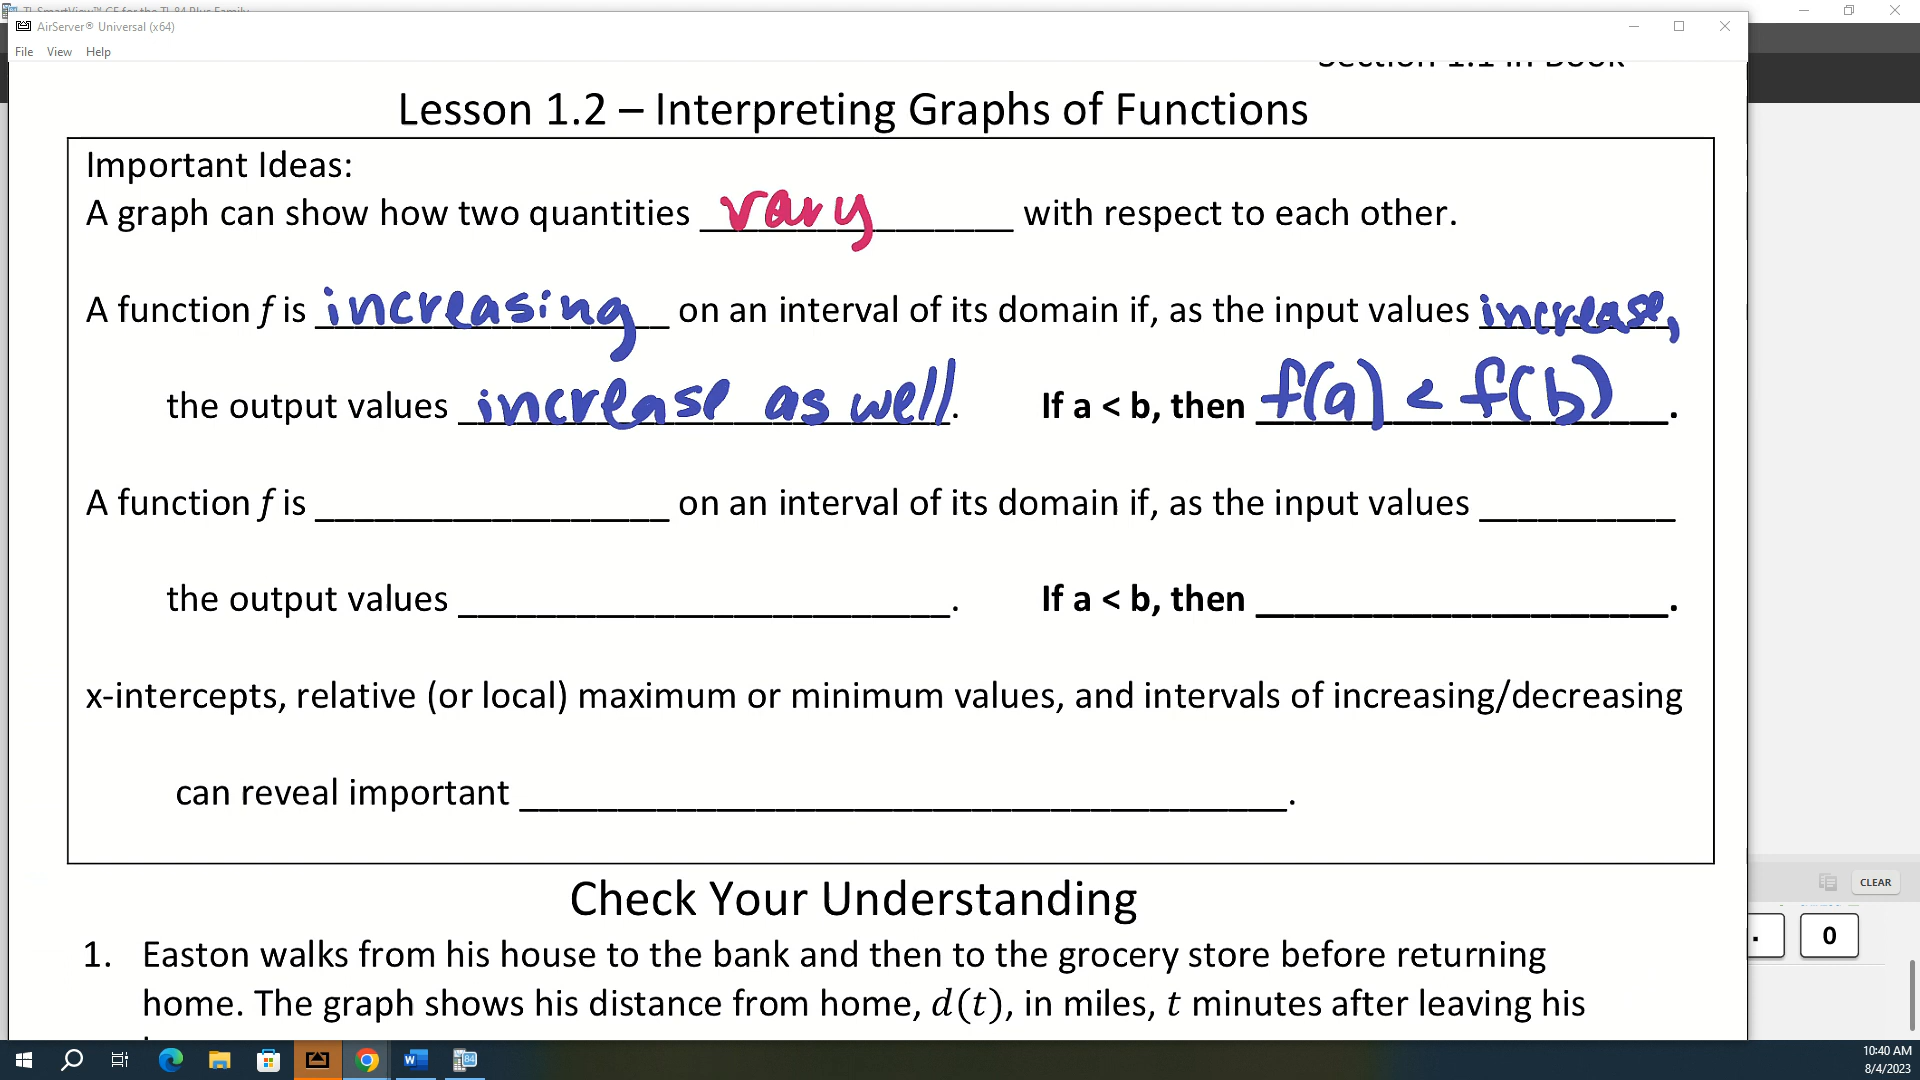 AirServer® Universal (x64)
File View Help
Lesson 1.2 – Interpreting Graphs of Functions
Important Ideas:
A graph can show how two quantities vary with respect to each other.
A function f is increasing on an interval of its domain if, as the input values increase,
the output values increase as well. If a < b, then f(a) < f(b).
A function f is __________________ on an interval of its domain if, as the input values __________
the output values _________________________. If a < b, then _____________________.
x-intercepts, relative (or local) maximum or minimum values, and intervals of increasing/decreasing
can reveal important _______________________________________.
CLEAR
Check Your Understanding
. 0
1. Easton walks from his house to the bank and then to the grocery store before returning
home. The graph shows his distance from home, d(t), in miles, t minutes after leaving his
84
10:40 AM
8/4/2023